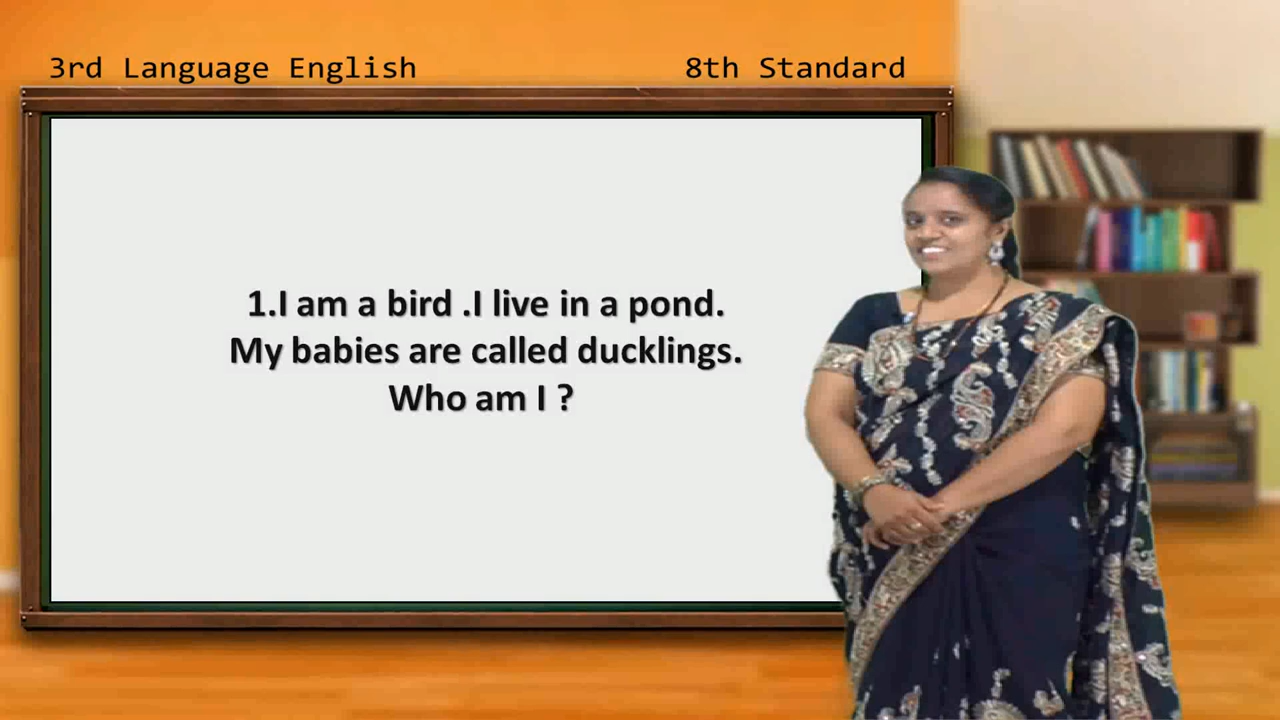 3rd Language English
8th Standard
1.I am a bird .I live in a pond.
My babies are called ducklings.
Who am I ?